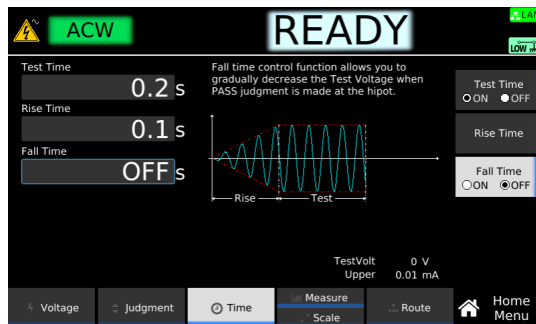 ACW
READY
LAN
LOW
Test Time
0.2 s
Rise Time
0.1 s
Fall Time
OFF s
Fall time control function allows you to
gradually decrease the Test Voltage when
PASS judgment is made at the hipot.
Rise
Test
TestVolt 0 V
Upper 0.01 mA
Test Time
ON OFF
Rise Time
Fall Time
ON OFF
Voltage
Judgment
Time
Measure
Scale
Route
Home
Menu